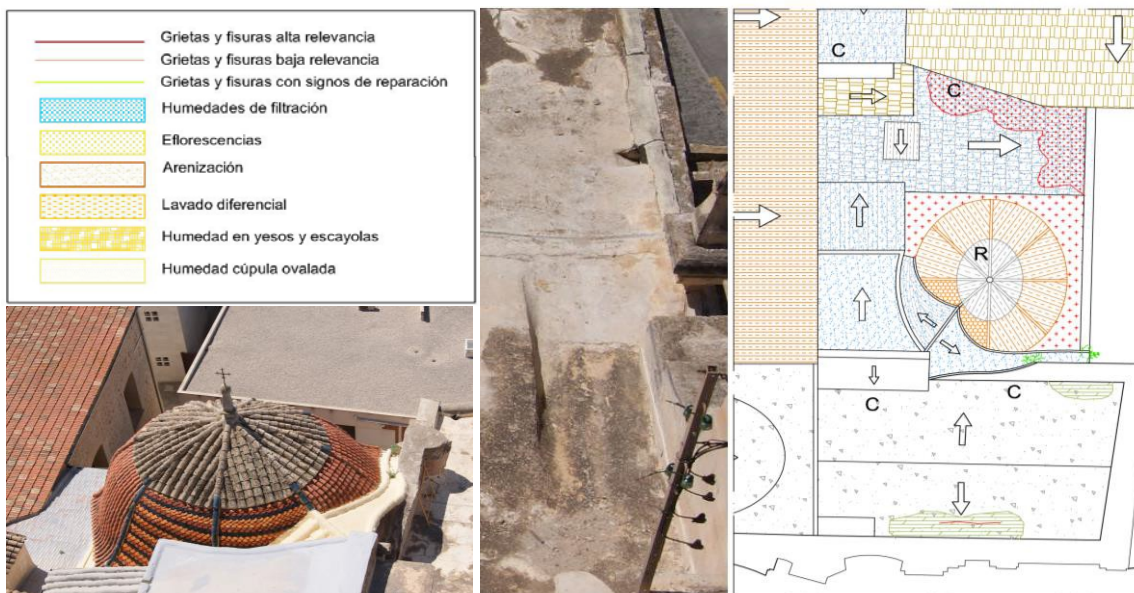 Grietas y fisuras alta relevancia
Grietas y fisuras baja relevancia
Grietas y fisuras con signos de reparación
Humedades de filtración
Eflorescencias
Arenización
Lavado diferencial
Humedad en yesos y escayolas
Humedad cúpula ovalada
C
C
R
C
C